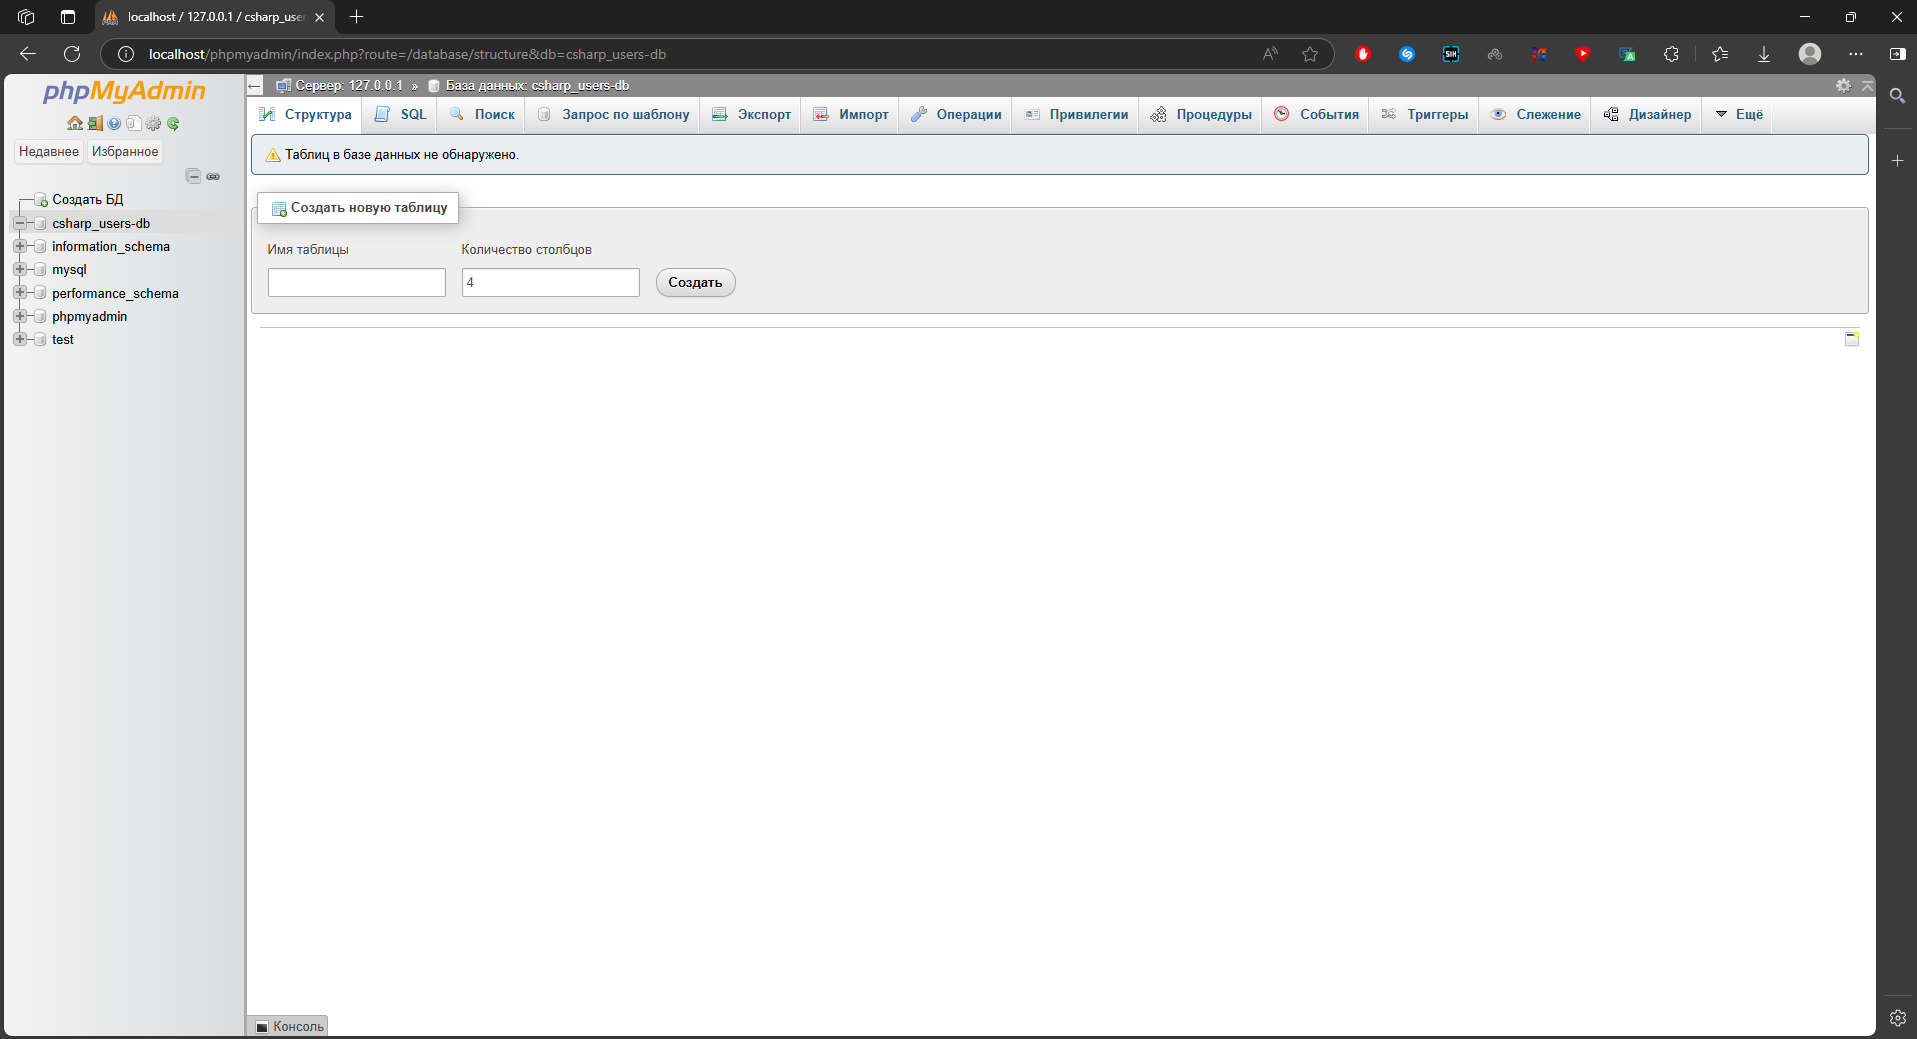 localhost / 127.0.0.1 / csharp_use
localhost/phpmyadmin/index.php?route=/database/structure&db=csharp_users-db
phpMyAdmin
Недавнее Избранное
Создать БД
csharp_users-db
information_schema
mysql
performance_schema
phpmyadmin
test
Сервер: 127.0.0.1 » База данных: csharp_users-db
Структура SQL Поиск Запрос по шаблону Экспорт Импорт Операции Привилегии Процедуры События Триггеры Слежение Дизайнер Ещё
Таблиц в базе данных не обнаружено.
Создать новую таблицу
Имя таблицы Количество столбцов
4 Создать
Консоль